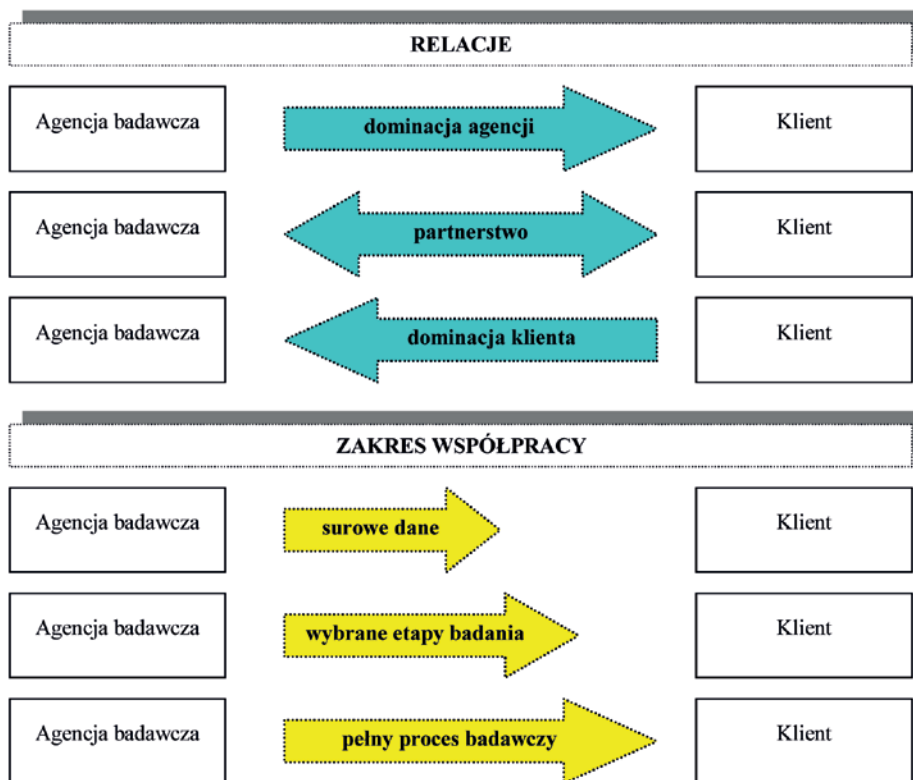 RELACJE
Agencja badawcza dominacja agencji Klient
Agencja badawcza partnerstwo Klient
Agencja badawcza dominacja klienta Klient
ZAKRES WSPÓŁPRACY
Agencja badawcza surowe dane Klient
Agencja badawcza wybrane etapy badania Klient
Agencja badawcza pełny proces badawczy Klient